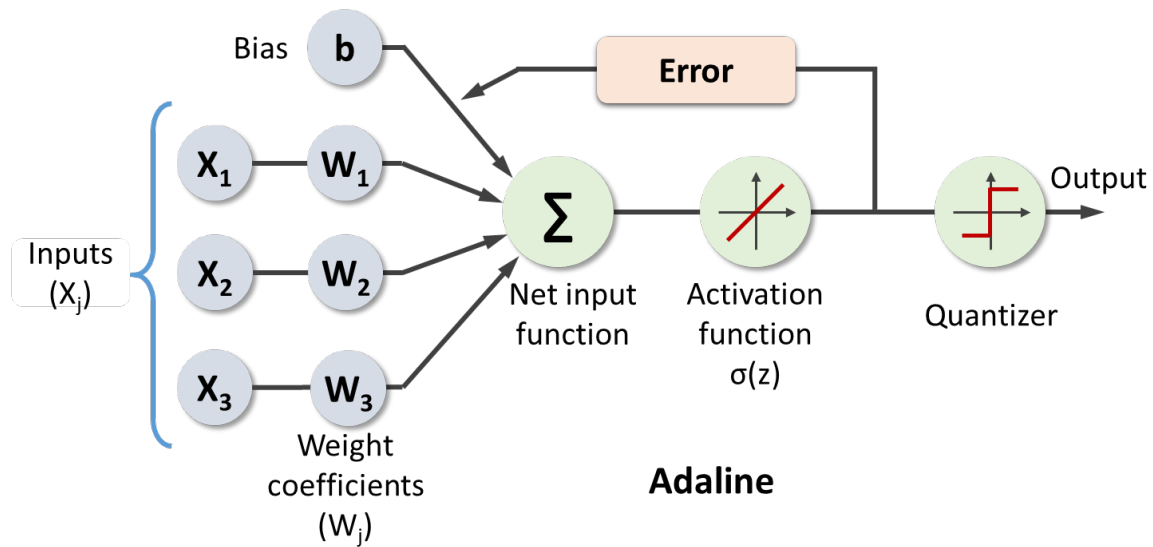 Bias
b
Error
X1
W1
Output
Σ
Inputs
(Xj)
X2
W2
Net input
function
Activation
function
σ(z)
Quantizer
X3
W3
Weight
coefficients
(Wj)
Adaline